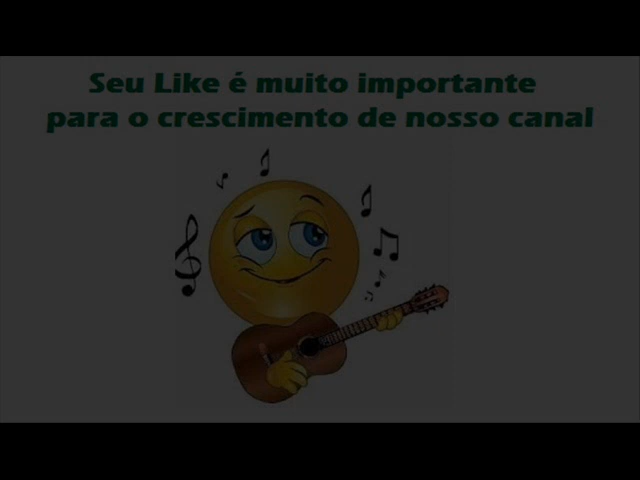 Seu Like é muito importante
para o crescimento de nosso canal